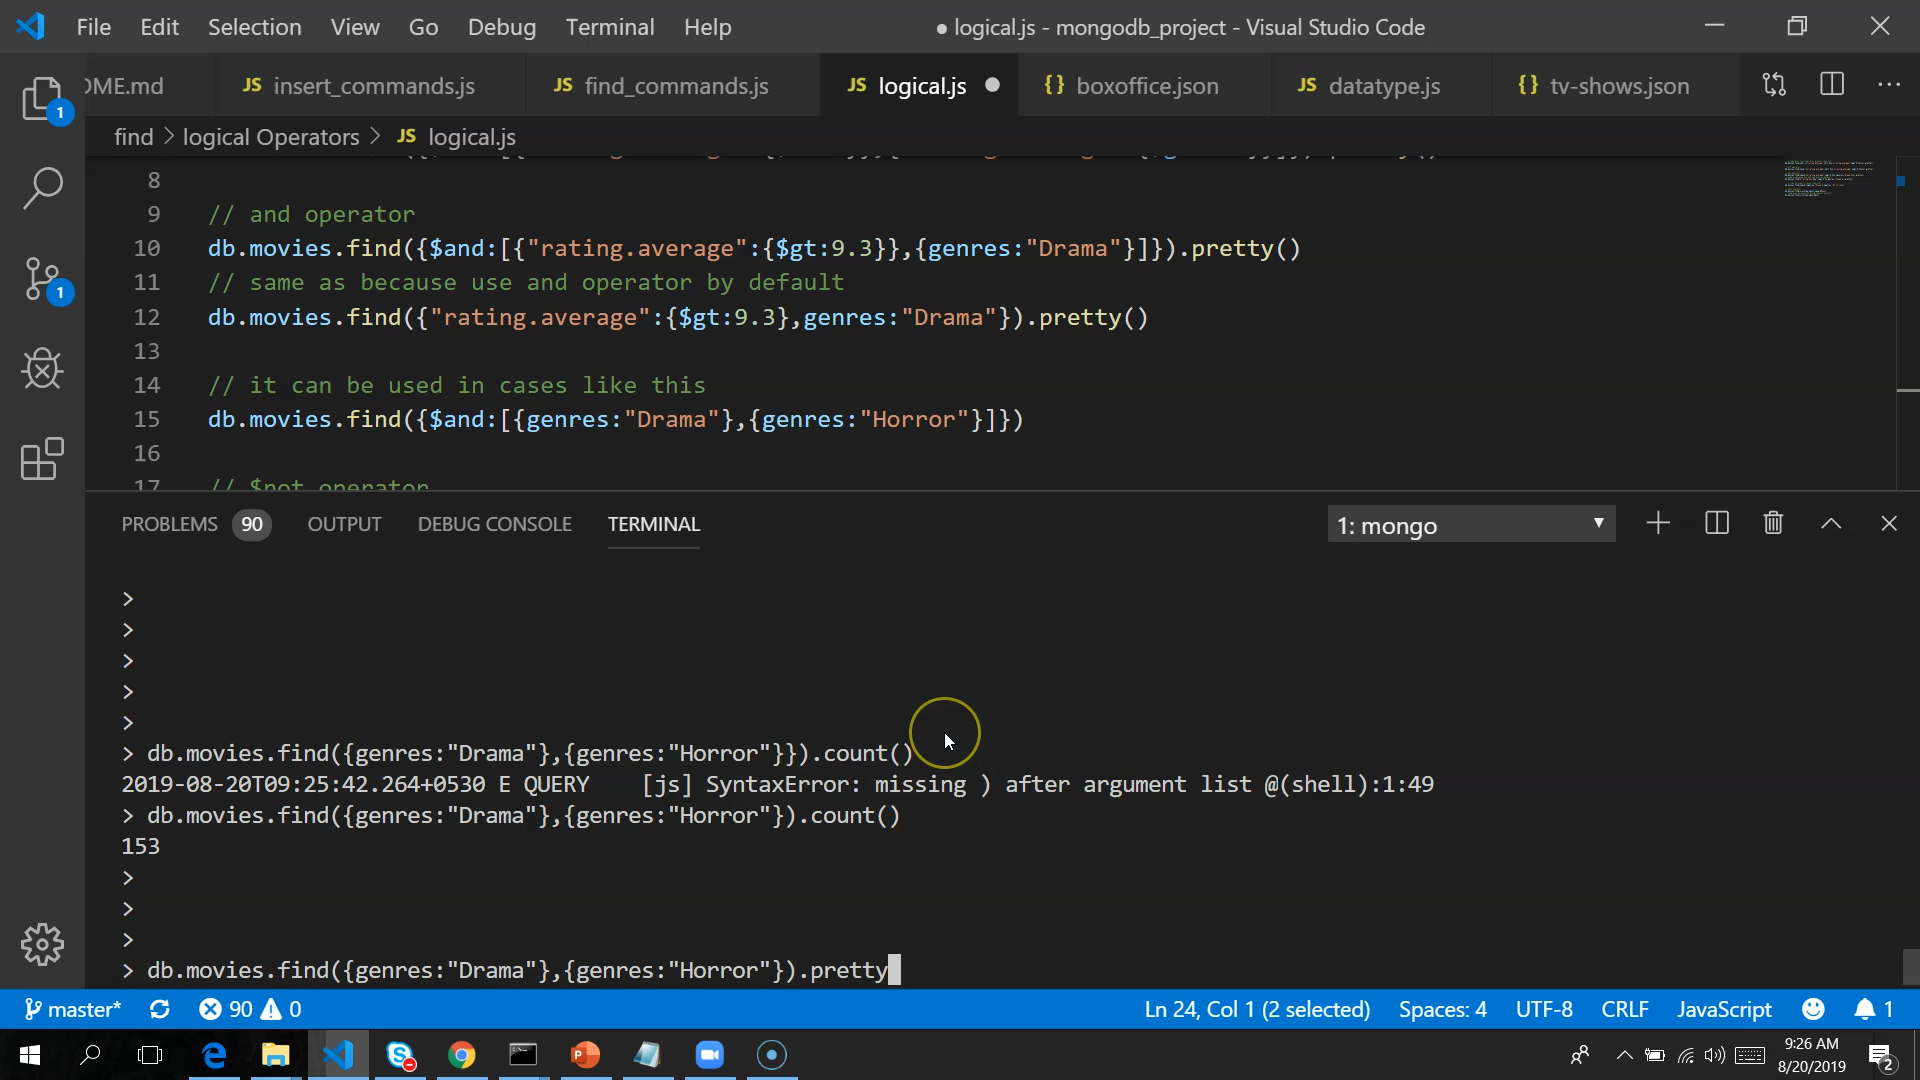 File Edit Selection View Go Debug Terminal Help ● logical.js - mongodb_project - Visual Studio Code
OME.md JS insert_commands.js JS find_commands.js JS logical.js {} boxoffice.json JS datatype.js {} tv-shows.json
1
find > logical Operators > JS logical.js
8
9 // and operator
10 db.movies.find({$and:[{"rating.average":{$gt:9.3}},{genres:"Drama"}]}).pretty()
11 // same as because use and operator by default
12 db.movies.find({"rating.average":{$gt:9.3},genres:"Drama"}).pretty()
13
1
14 // it can be used in cases like this
15 db.movies.find({$and:[{genres:"Drama"},{genres:"Horror"}]})
16
17 // $not operator
PROBLEMS 90 OUTPUT DEBUG CONSOLE TERMINAL 1: mongo
>
>
>
>
>
> db.movies.find({genres:"Drama"},{genres:"Horror"}}).count()
2019-08-20T09:25:42.264+0530 E QUERY [js] SyntaxError: missing ) after argument list @(shell):1:49
> db.movies.find({genres:"Drama"},{genres:"Horror"}).count()
153
>
>
>
> db.movies.find({genres:"Drama"},{genres:"Horror"}).pretty
master* 90 0 Ln 24, Col 1 (2 selected) Spaces: 4 UTF-8 CRLF JavaScript 1
9:26 AM
8/20/2019
2